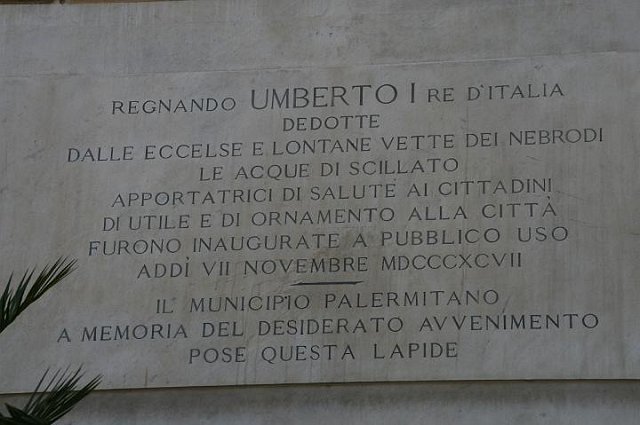 REGNANDO UMBERTO I RE D'ITALIA
DEDOTTE
DALLE ECCELSE E LONTANE VETTE DEI NEBRODI
LE ACQUE DI SCILLATO
APPORTATRICI DI SALUTE AI CITTADINI
DI UTILE E DI ORNAMENTO ALLA CITTÀ
FURONO INAUGURATE A PUBBLICO USO
ADDÌ VII NOVEMBRE MDCCCXCVII
IL MUNICIPIO PALERMITANO
A MEMORIA DEL DESIDERATO AVVENIMENTO
POSE QUESTA LAPIDE